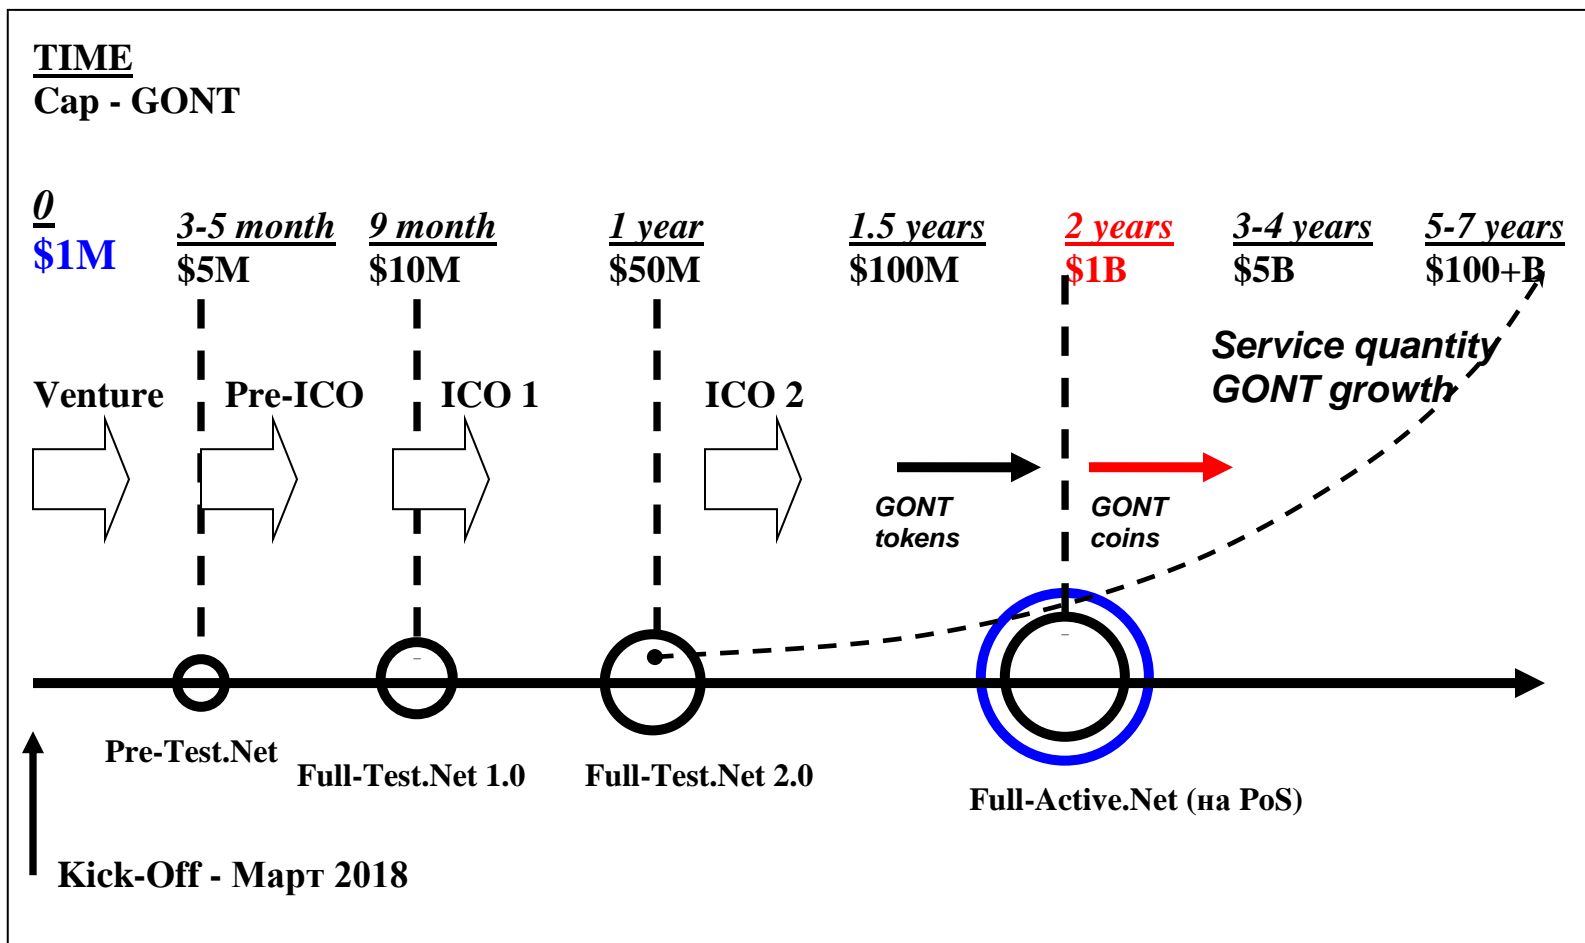 TIME
Cap - GONT
0
$1M
3-5 month
$5M
9 month
$10M
1 year
$50M
1.5 years
$100M
2 years
$1B
3-4 years
$5B
5-7 years
$100+B
Service quantity
GONT growth
Venture
Pre-ICO
ICO 1
ICO 2
GONT
tokens
GONT
coins
Pre-Test.Net
Full-Test.Net 1.0
Full-Test.Net 2.0
Full-Active.Net (на PoS)
Kick-Off - Март 2018